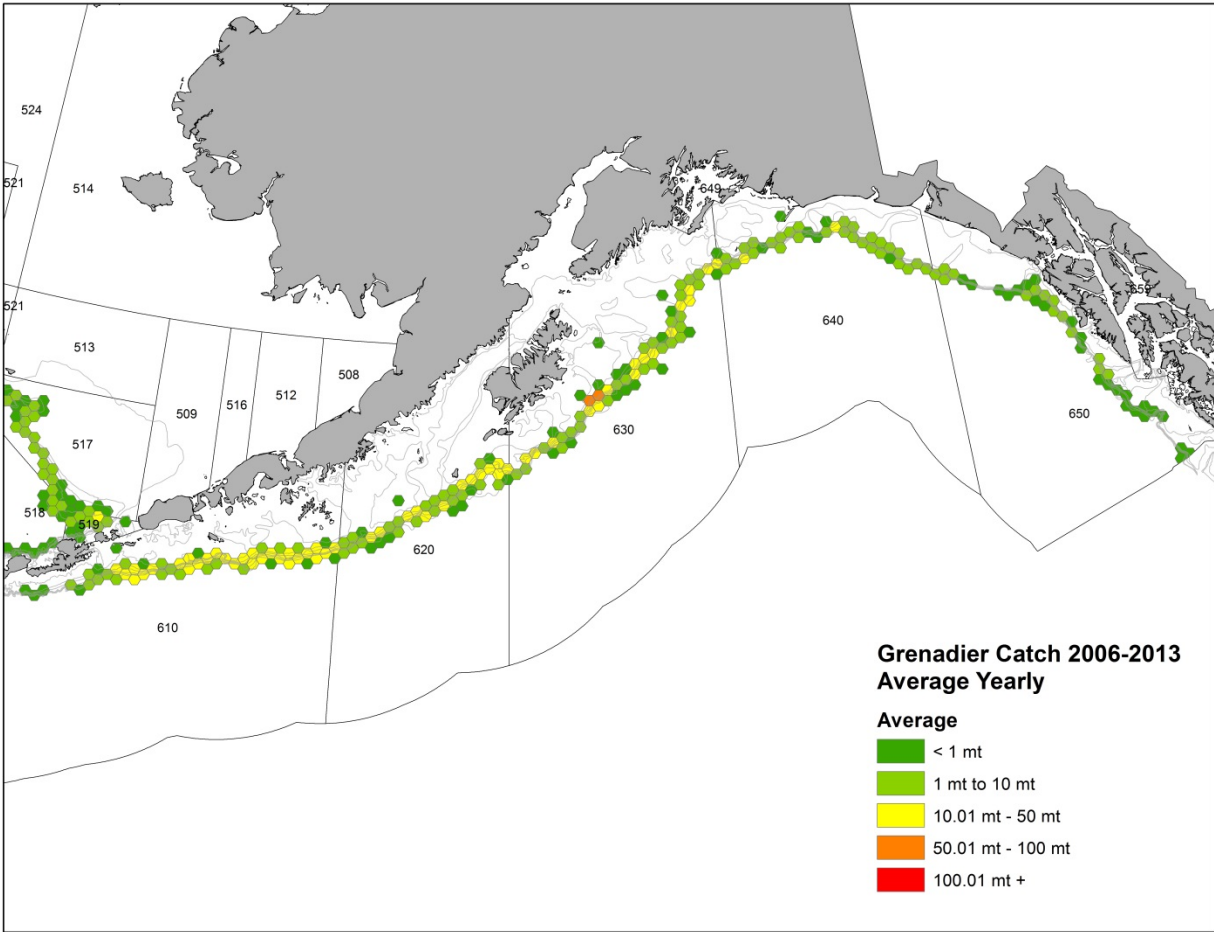 524
521
514
649
659
521
513
640
508
512
516
509
630
650
517
518
519
620
610
Grenadier Catch 2006-2013
Average Yearly
Average
< 1 mt
1 mt to 10 mt
10.01 mt - 50 mt
50.01 mt - 100 mt
100.01 mt +